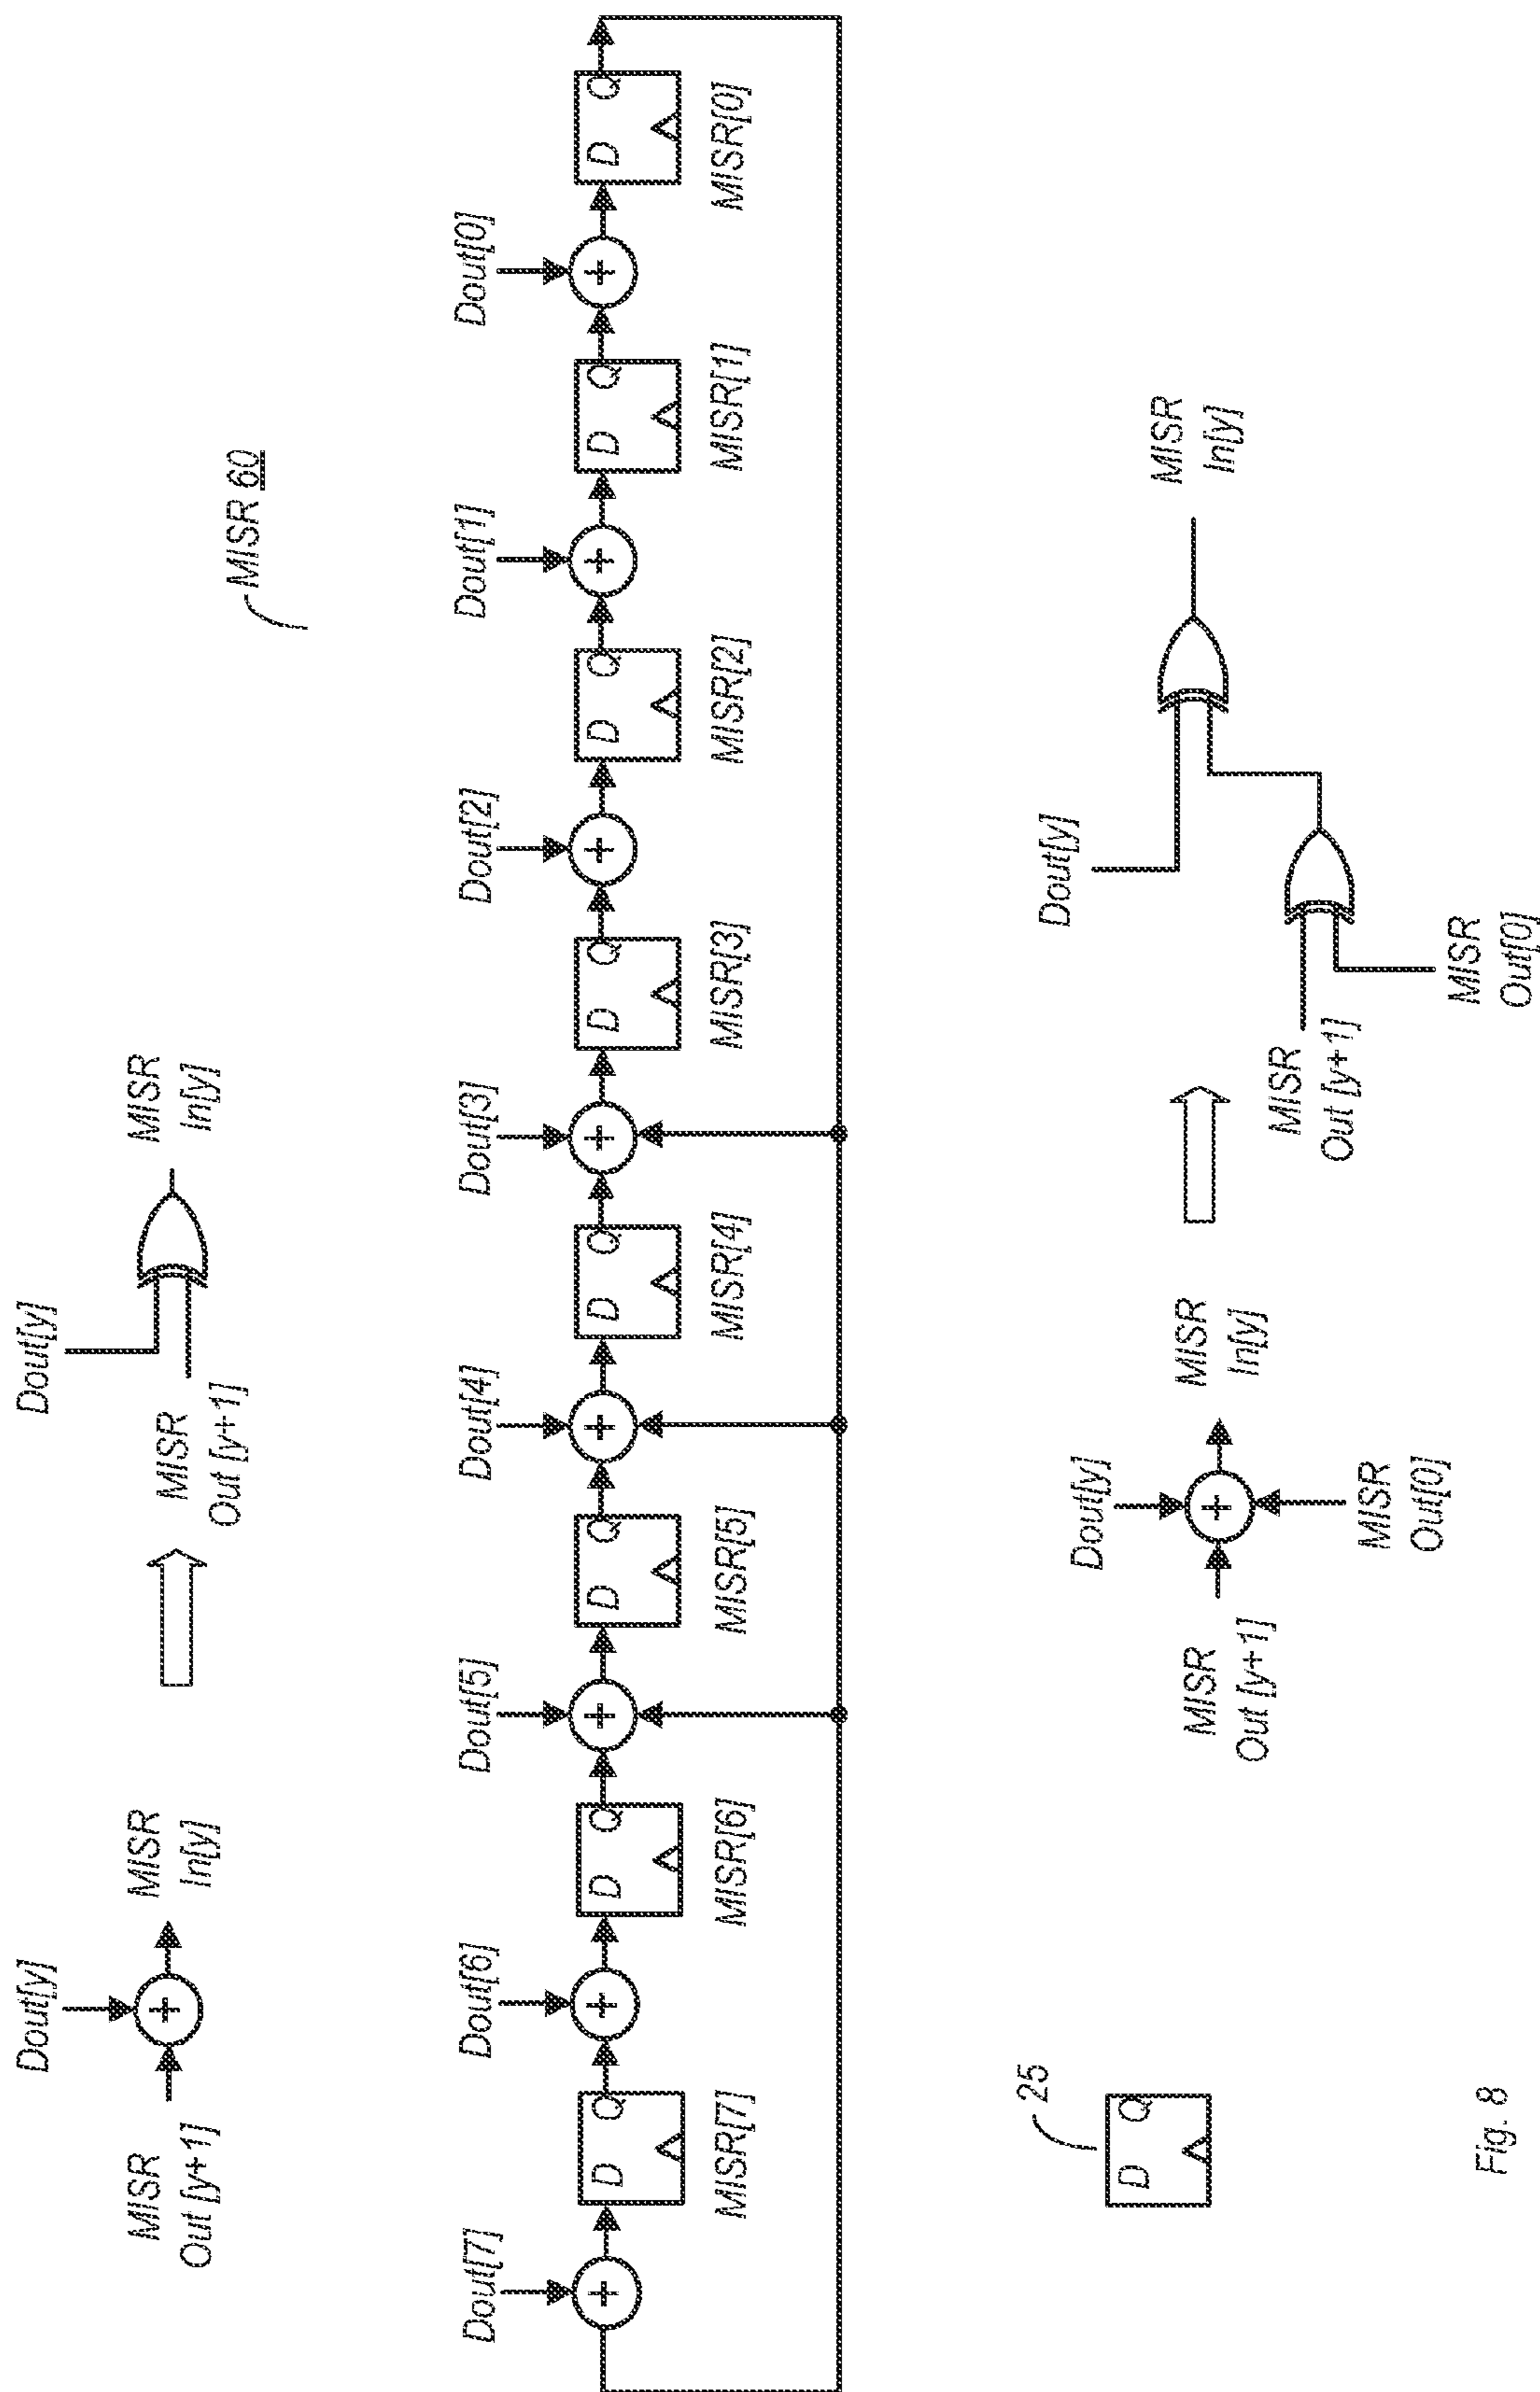 Dout[y]
MISR
Out [y+1]
MISR
In[y]
Dout[y]
MISR
Out [y+1]
MISR
In[y]
MISR 60
Dout[7]
Dout[6]
Dout[5]
Dout[4]
Dout[3]
Dout[2]
Dout[1]
Dout[0]
+
+
+
+
+
+
+
+
+
D Q
D Q
D Q
D Q
D Q
D Q
D Q
D Q
MISR[7]
MISR[6]
MISR[5]
MISR[4]
MISR[3]
MISR[2]
MISR[1]
MISR[0]
25
D Q
Dout[y]
+
MISR
Out [y+1]
MISR
In[y]
MISR
Out[0]
Dout[y]
MISR
Out [y+1]
MISR
Out[0]
MISR
In[y]
Fig. 8